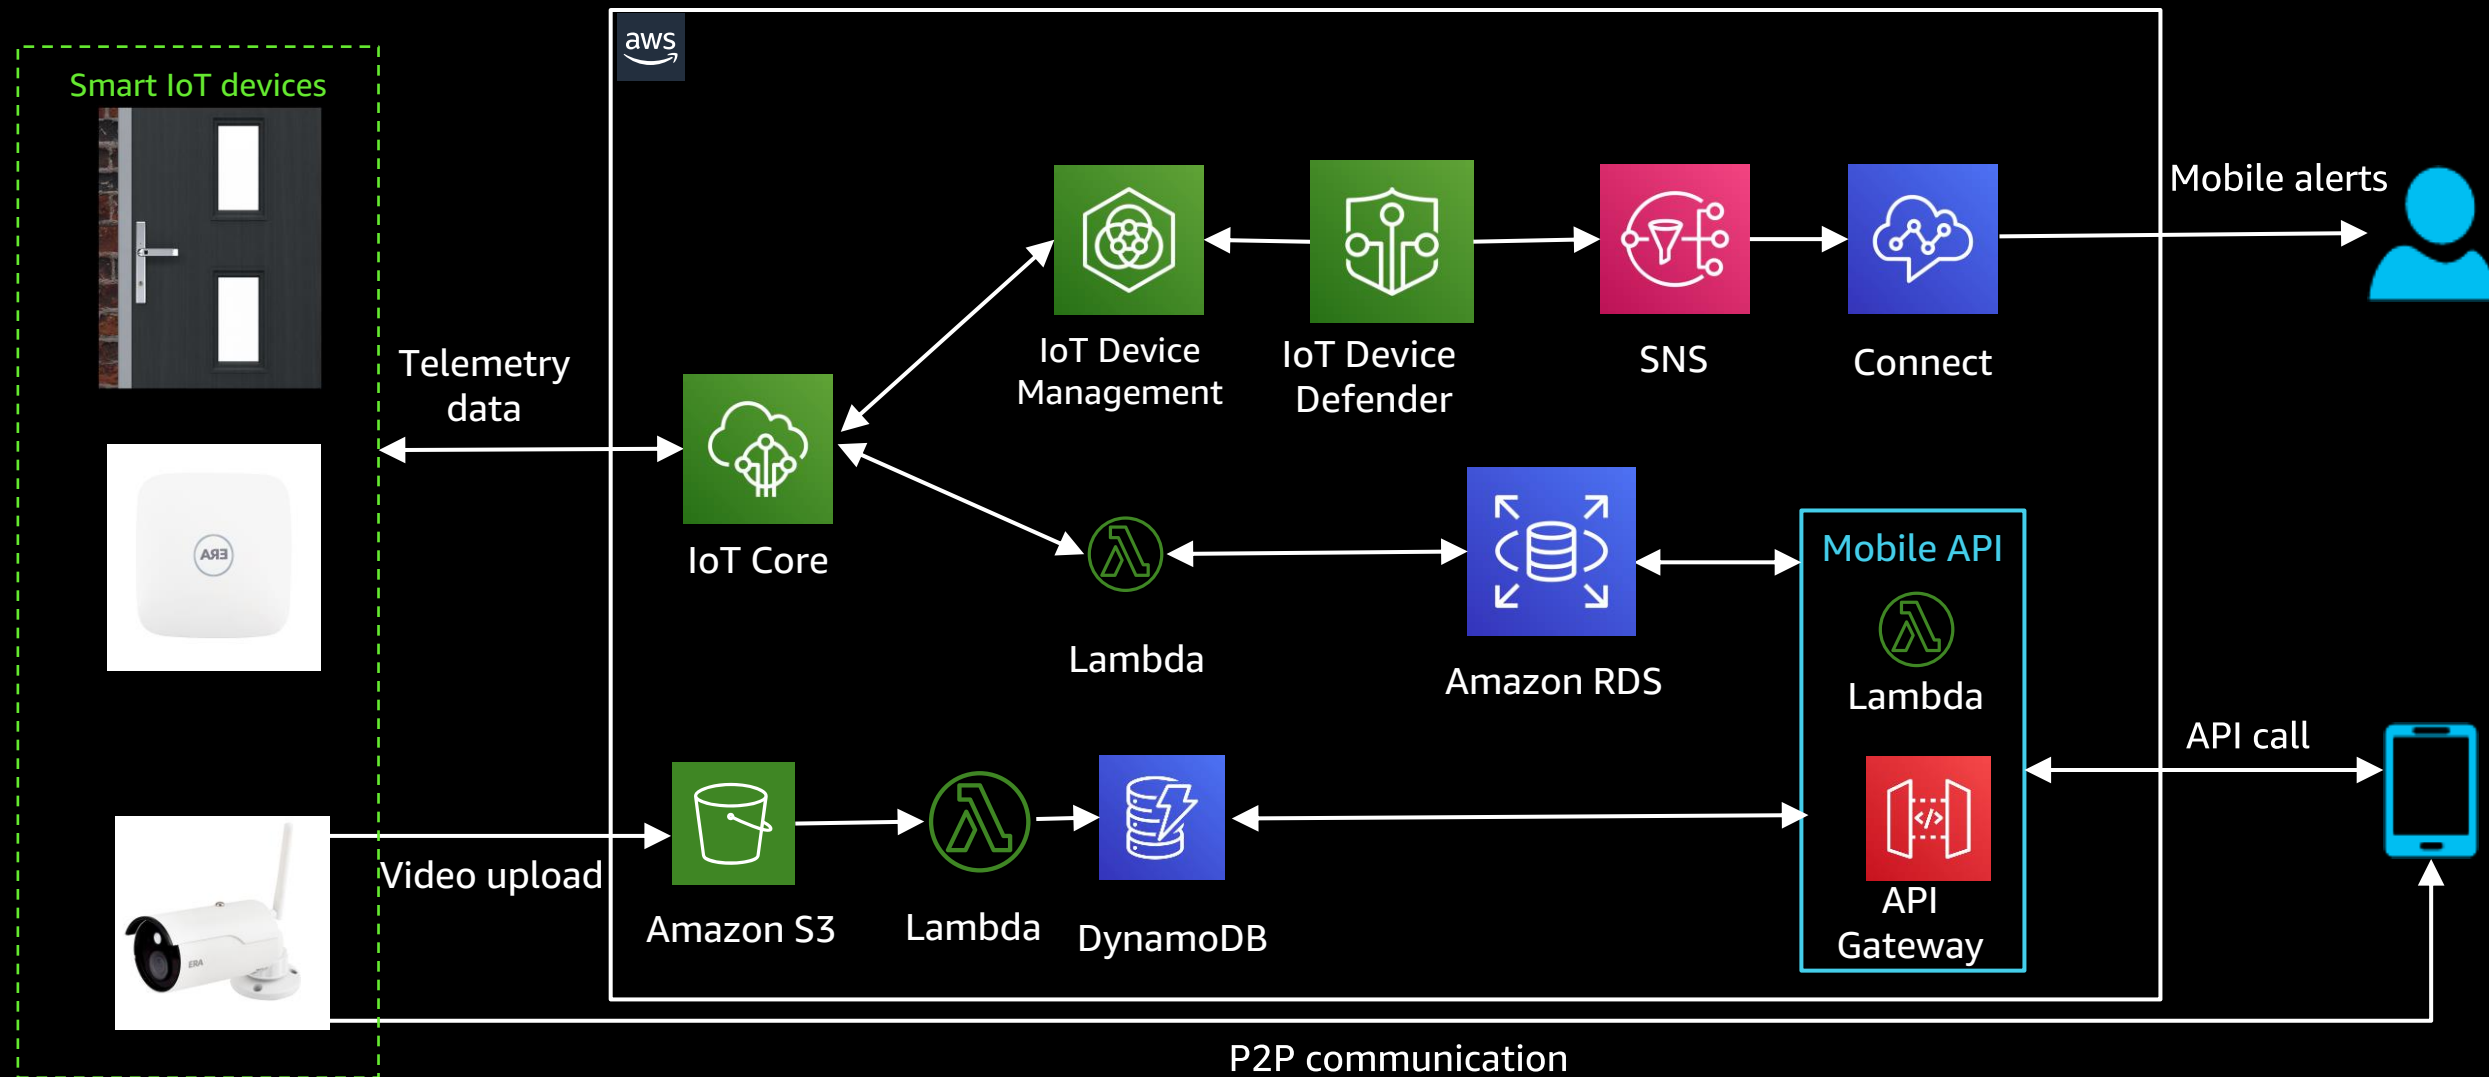 aws
Smart IoT devices
Mobile alerts
IoT Device
Management
IoT Device
Defender
SNS
Connect
Telemetry
data
IoT Core
ERA
Lambda
Amazon RDS
Mobile API
Lambda
API call
API
Gateway
Video upload
ERA
Amazon S3
Lambda
DynamoDB
P2P communication